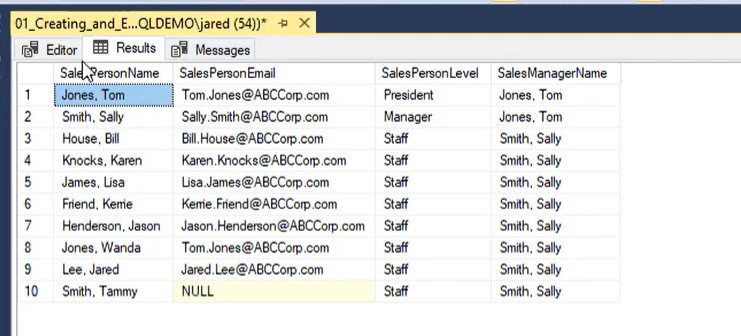 01_Creating_and_E...QLDEMO\jared (54))*
Editor Results Messages
SalesPersonName SalesPersonEmail SalesPersonLevel SalesManagerName
1 Jones, Tom Tom.Jones@ABCCorp.com President Jones, Tom
2 Smith, Sally Sally.Smith@ABCCorp.com Manager Jones, Tom
3 House, Bill Bill.House@ABCCorp.com Staff Smith, Sally
4 Knocks, Karen Karen.Knocks@ABCCorp.com Staff Smith, Sally
5 James, Lisa Lisa.James@ABCCorp.com Staff Smith, Sally
6 Friend, Kerrie Kerrie.Friend@ABCCorp.com Staff Smith, Sally
7 Henderson, Jason Jason.Henderson@ABCCorp.com Staff Smith, Sally
8 Jones, Wanda Tom.Jones@ABCCorp.com Staff Smith, Sally
9 Lee, Jared Jared.Lee@ABCCorp.com Staff Smith, Sally
10 Smith, Tammy NULL Staff Smith, Sally